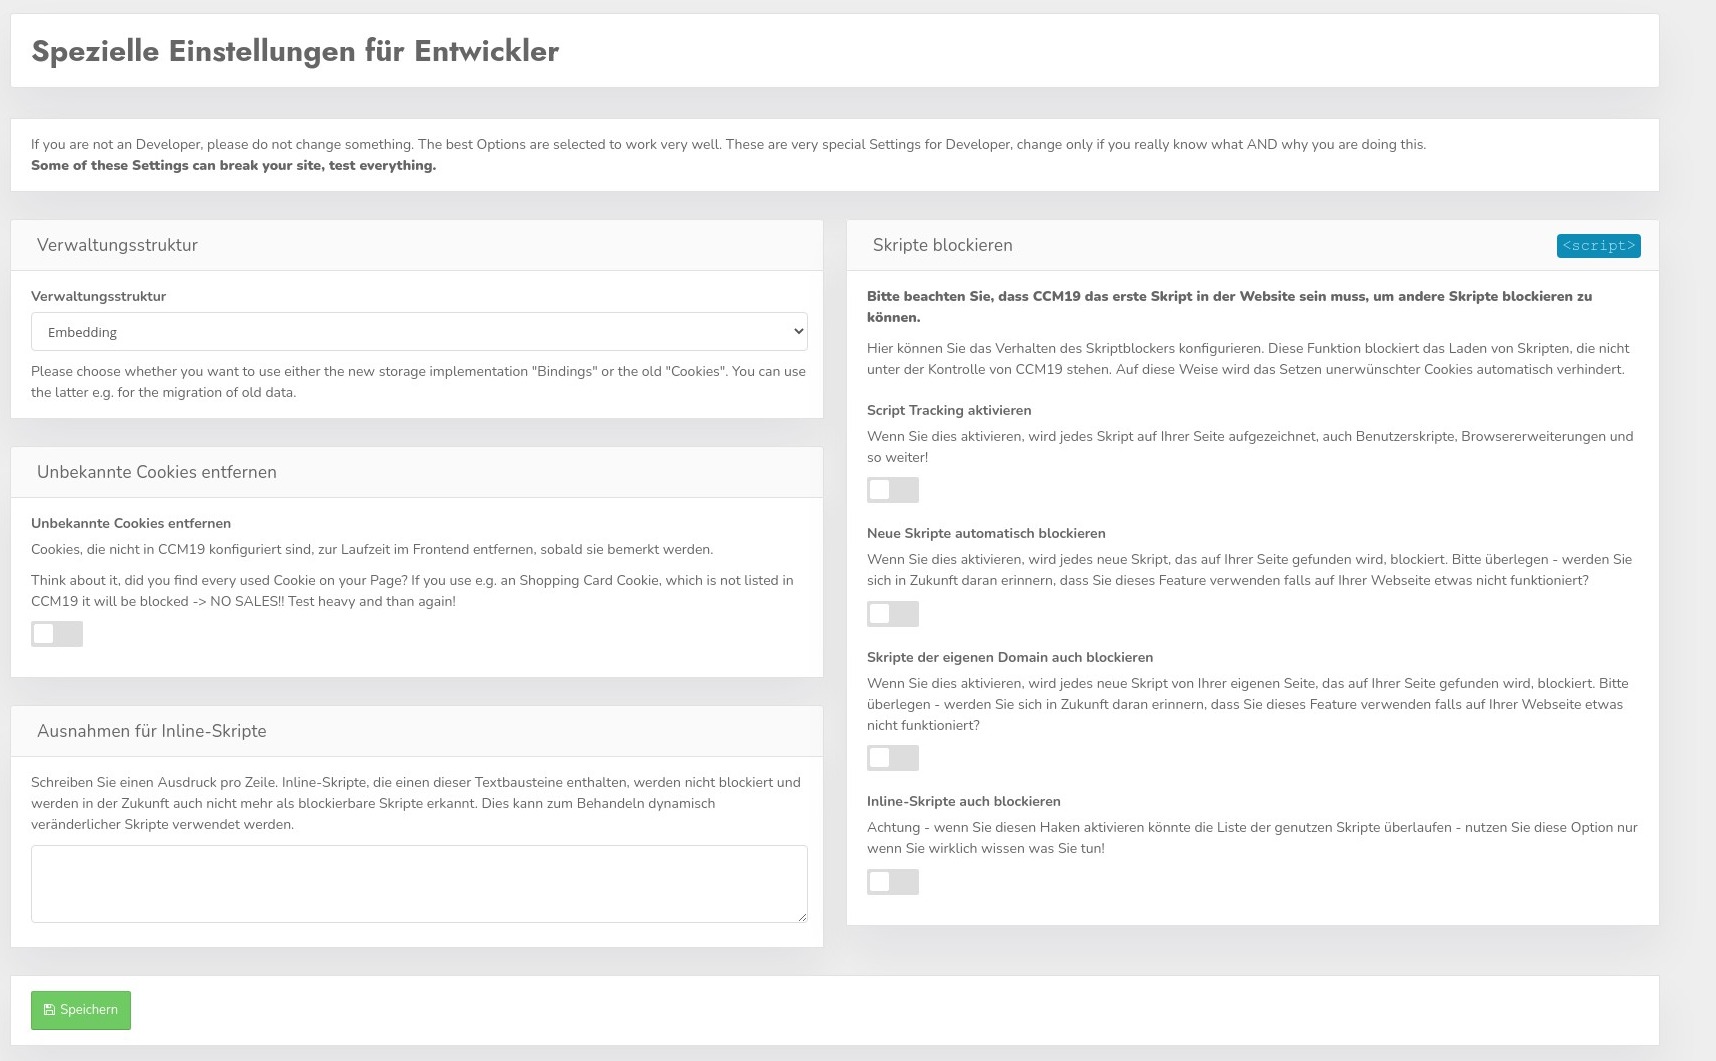 Spezielle Einstellungen für Entwickler
If you are not an Developer, please do not change something. The best Options are selected to work very well. These are very special Settings for Developer, change only if you really know what AND why you are doing this.
Some of these Settings can break your site, test everything.
Verwaltungsstruktur
Verwaltungsstruktur
Embedding
Please choose whether you want to use either the new storage implementation "Bindings" or the old "Cookies". You can use
the latter e.g. for the migration of old data.
Unbekannte Cookies entfernen
Unbekannte Cookies entfernen
Cookies, die nicht in CCM19 konfiguriert sind, zur Laufzeit im Frontend entfernen, sobald sie bemerkt werden.
Think about it, did you find every used Cookie on your Page? If you use e.g. an Shopping Card Cookie, which is not listed in
CCM19 it will be blocked -> NO SALES!! Test heavy and than again!
Ausnahmen für Inline-Skripte
Schreiben Sie einen Ausdruck pro Zeile. Inline-Skripte, die einen dieser Textbausteine enthalten, werden nicht blockiert und
werden in der Zukunft auch nicht mehr als blockierbare Skripte erkannt. Dies kann zum Behandeln dynamisch
veränderlicher Skripte verwendet werden.
Skripte blockieren
<script>
Bitte beachten Sie, dass CCM19 das erste Skript in der Website sein muss, um andere Skripte blockieren zu
können.
Hier können Sie das Verhalten des Skriptblockers konfigurieren. Diese Funktion blockiert das Laden von Skripten, die nicht
unter der Kontrolle von CCM19 stehen. Auf diese Weise wird das Setzen unerwünschter Cookies automatisch verhindert.
Script Tracking aktivieren
Wenn Sie dies aktivieren, wird jedes Skript auf Ihrer Seite aufgezeichnet, auch Benutzerskripte, Browsererweiterungen und
so weiter!
Neue Skripte automatisch blockieren
Wenn Sie dies aktivieren, wird jedes neue Skript, das auf Ihrer Seite gefunden wird, blockiert. Bitte überlegen - werden Sie
sich in Zukunft daran erinnern, dass Sie dieses Feature verwenden falls auf Ihrer Webseite etwas nicht funktioniert?
Skripte der eigenen Domain auch blockieren
Wenn Sie dies aktivieren, wird jedes neue Skript von Ihrer eigenen Seite, das auf Ihrer Seite gefunden wird, blockiert. Bitte
überlegen - werden Sie sich in Zukunft daran erinnern, dass Sie dieses Feature verwenden falls auf Ihrer Webseite etwas
nicht funktioniert?
Inline-Skripte auch blockieren
Achtung - wenn Sie diesen Haken aktivieren könnte die Liste der genutzen Skripte überlaufen - nutzen Sie diese Option nur
wenn Sie wirklich wissen was Sie tun!
Speichern